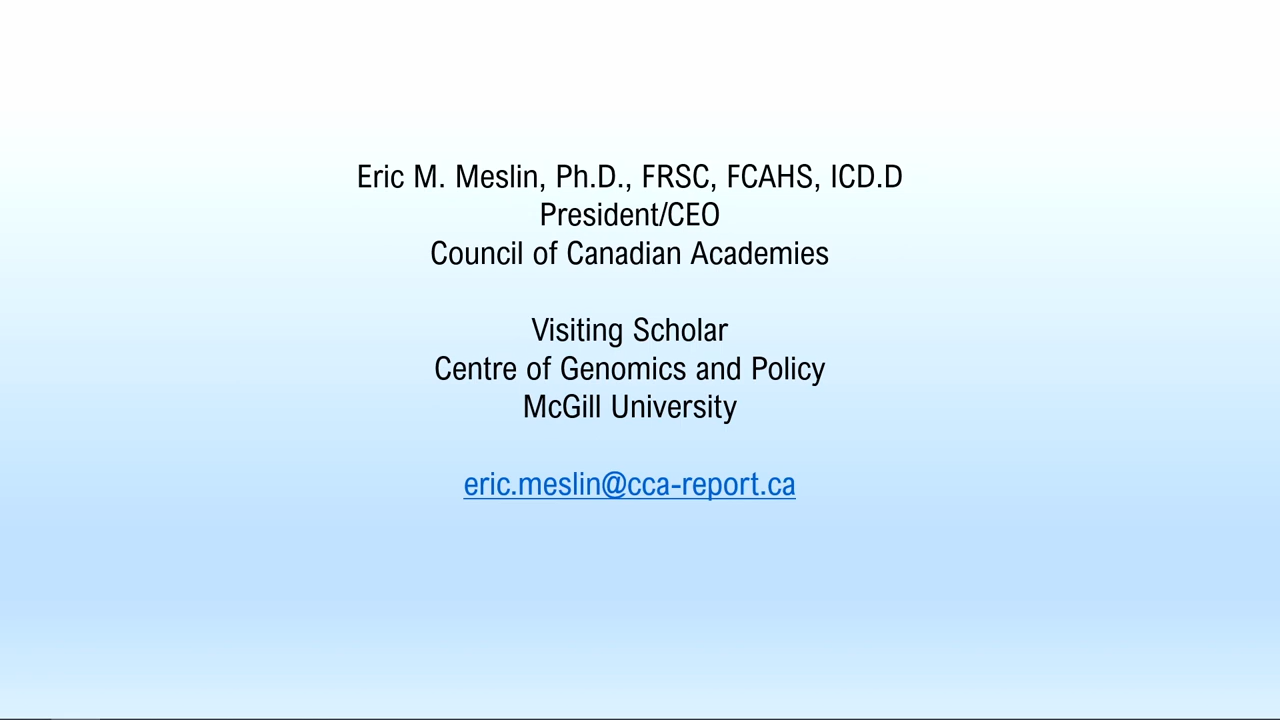 Eric M. Meslin, Ph.D., FRSC, FCAHS, ICD.D
President/CEO
Council of Canadian Academies
Visiting Scholar
Centre of Genomics and Policy
McGill University
eric.meslin@cca-report.ca